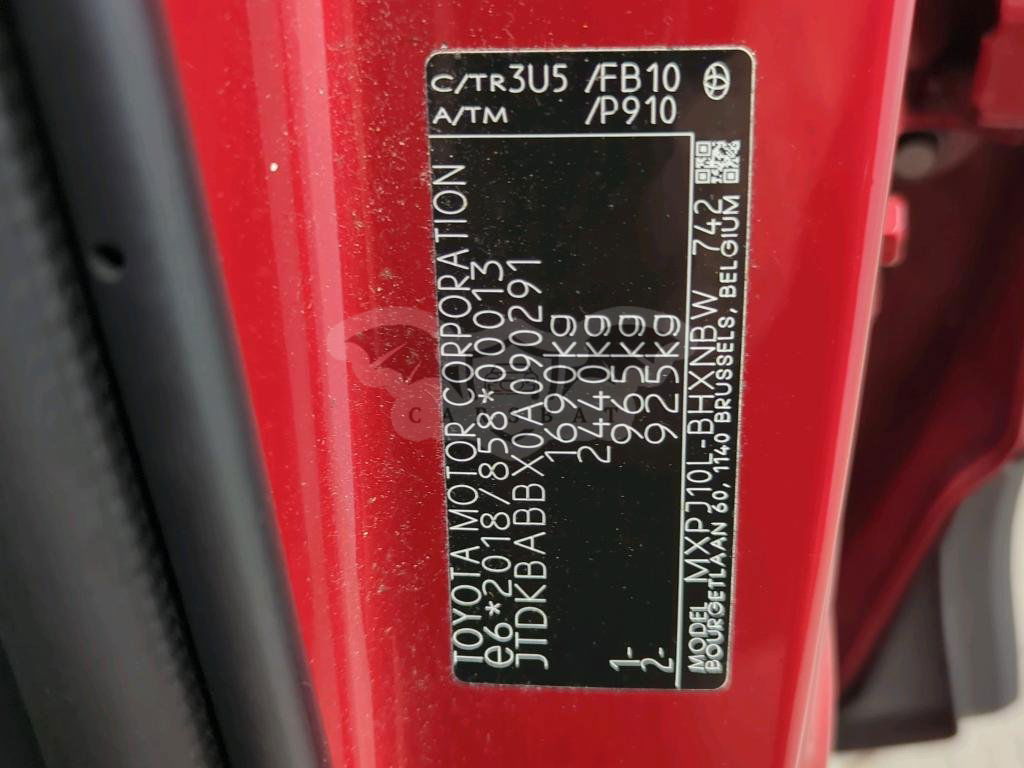 C/TR3U5 /FB10
A/TM /P910
TOYOTA MOTOR CORPORATION
e6*2018/858*00013
JTDKBABBX0A090291
1690kg
2440kg
1- 995kg
2- 925kg
MODEL MXPJ10L-BHXNBW 742
BOURGETLAAN 60, 1140 BRUSSELS, BELGIUM